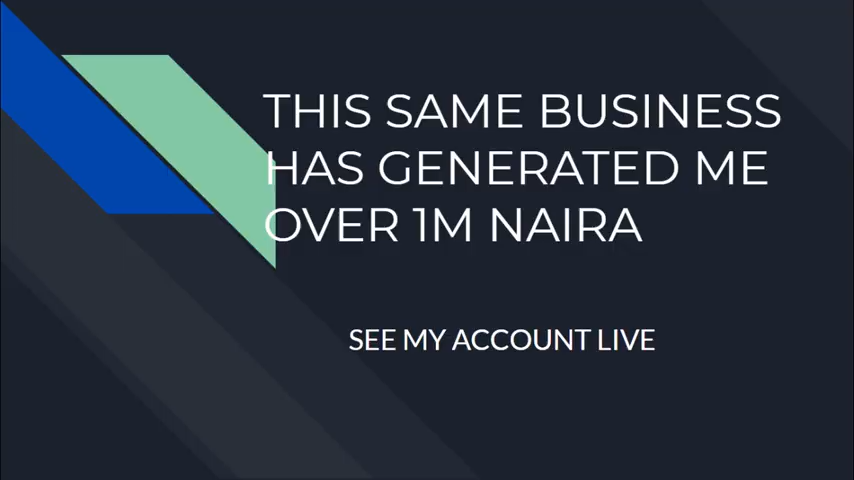 THIS SAME BUSINESS
HAS GENERATED ME
OVER 1M NAIRA
SEE MY ACCOUNT LIVE